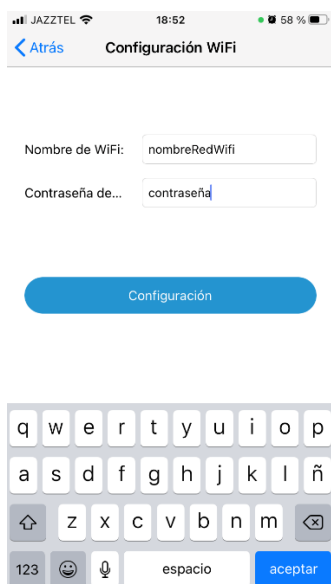 JAZZTEL 18:52 58 %
Atrás Configuración WiFi
Nombre de WiFi: nombreRedWifi
Contraseña de... contraseña
Configuración
q w e r t y u i o p
a s d f g h j k l ñ
z x c v b n m
123 espacio aceptar